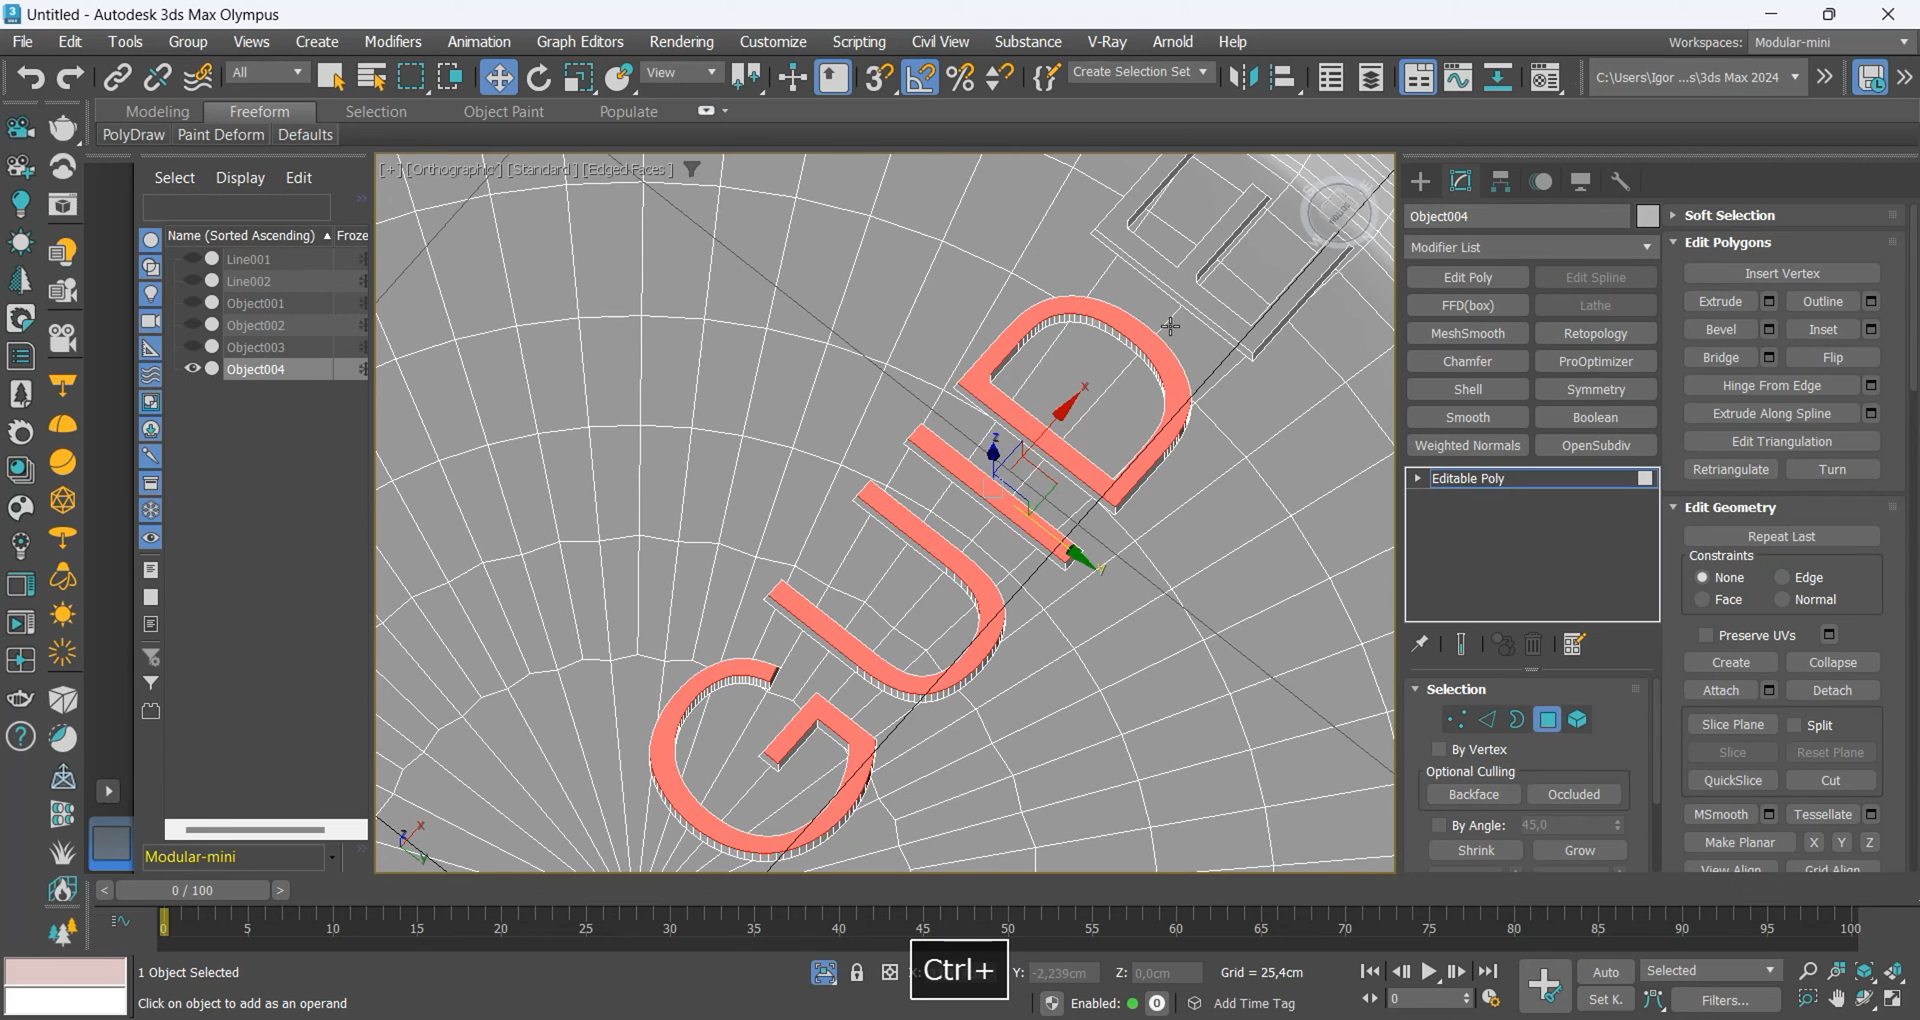 Untitled - Autodesk 3ds Max Olympus
File Edit Tools Group Views Create Modifiers Animation Graph Editors Rendering Customize Scripting Civil View Substance V-Ray Arnold Help Workspaces: Modular-mini
All View Create Selection Set C:\Users\Igor ...s\3ds Max 2024
Modeling Freeform Selection Object Paint Populate
PolyDraw Paint Deform Defaults
Select Display Edit
[+] [Orthographic] [Standard] [Edged Faces]
Name (Sorted Ascending) Froze
Line001
Line002
Object001
Object002
Object003
Object004
GUID
Modular-mini
Object004
Modifier List
Edit Poly Edit Spline
FFD(box) Lathe
MeshSmooth Retopology
Chamfer ProOptimizer
Shell Symmetry
Smooth Boolean
Weighted Normals OpenSubdiv
Editable Poly
Selection
By Vertex
Optional Culling
Backface Occluded
By Angle: 45,0
Shrink Grow
Soft Selection
Edit Polygons
Insert Vertex
Extrude Outline
Bevel Inset
Bridge Flip
Hinge From Edge
Extrude Along Spline
Edit Triangulation
Retriangulate Turn
Edit Geometry
Repeat Last
Constraints
None Edge
Face Normal
Preserve UVs
Create Collapse
Attach Detach
Slice Plane Split
Slice Reset Plane
QuickSlice Cut
MSmooth Tessellate
Make Planar X Y Z
View Align Grid Align
0 / 100
0 5 10 15 20 25 30 35 40 45 50 55 60 65 70 75 80 85 90 95 100
1 Object Selected
Click on object to add as an operand
Ctrl+
Y: -2,239cm Z: 0,0cm Grid = 25,4cm
Enabled: 0 Add Time Tag
0
Auto Selected
Set K. Filters...